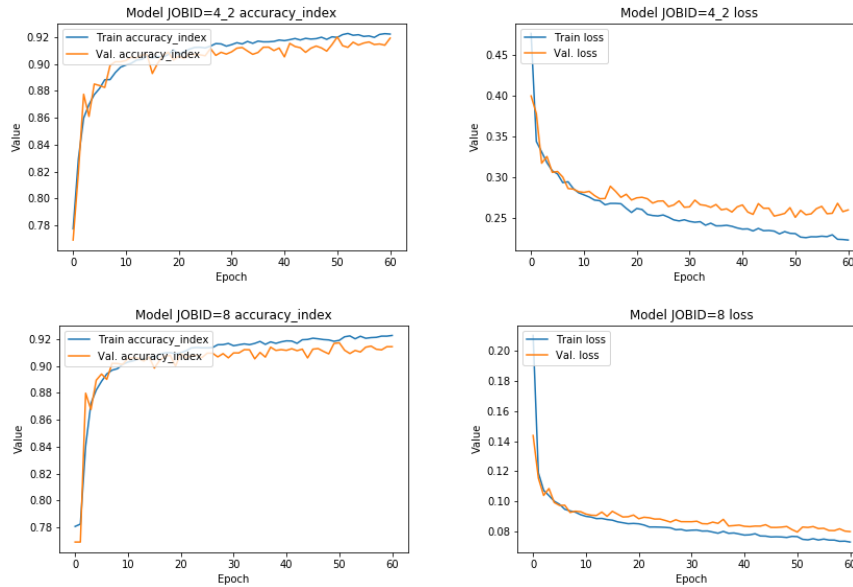 Model JOBID=4_2 accuracy_index
0.92
0.90
0.88
0.86
0.84
0.82
0.80
0.78
Value
Train accuracy_index
Val. accuracy_index
0 10 20 30 40 50 60
Epoch
Model JOBID=4_2 loss
0.45
0.40
0.35
0.30
0.25
Value
Train loss
Val. loss
0 10 20 30 40 50 60
Epoch
Model JOBID=8 accuracy_index
0.92
0.90
0.88
0.86
0.84
0.82
0.80
0.78
Value
Train accuracy_index
Val. accuracy_index
0 10 20 30 40 50 60
Epoch
Model JOBID=8 loss
0.20
0.18
0.16
0.14
0.12
0.10
0.08
Value
Train loss
Val. loss
0 10 20 30 40 50 60
Epoch